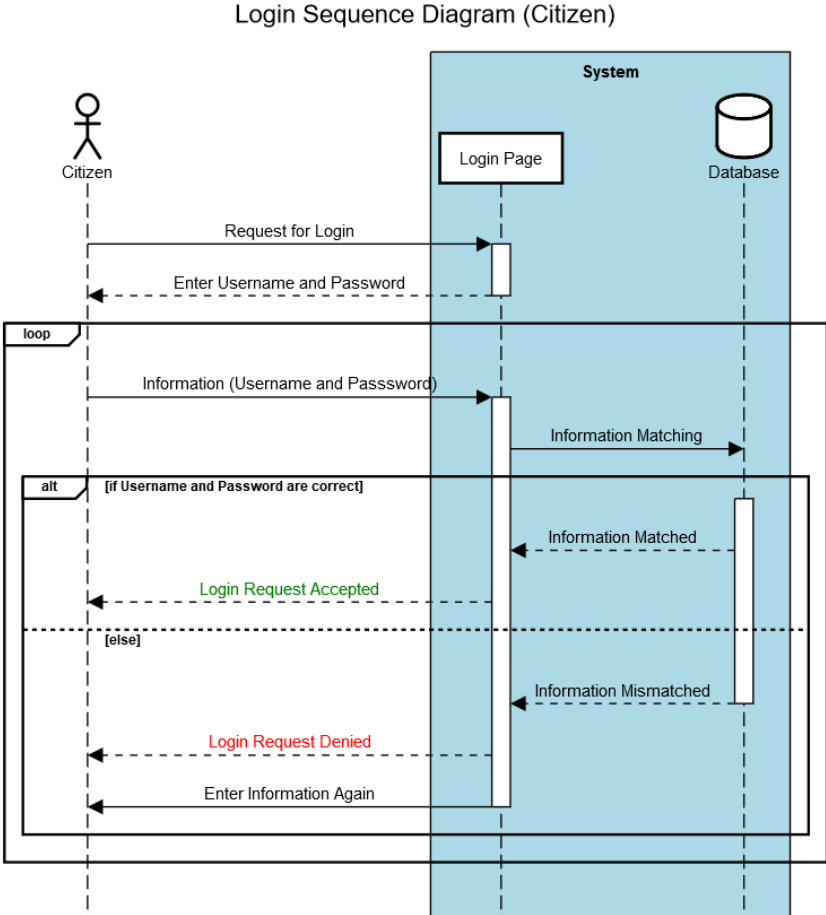 Login Sequence Diagram (Citizen)
System
Citizen
Login Page
Database
Request for Login
Enter Username and Password
loop
Information (Username and Passsword)
Information Matching
alt
[if Username and Password are correct]
Information Matched
Login Request Accepted
[else]
Information Mismatched
Login Request Denied
Enter Information Again